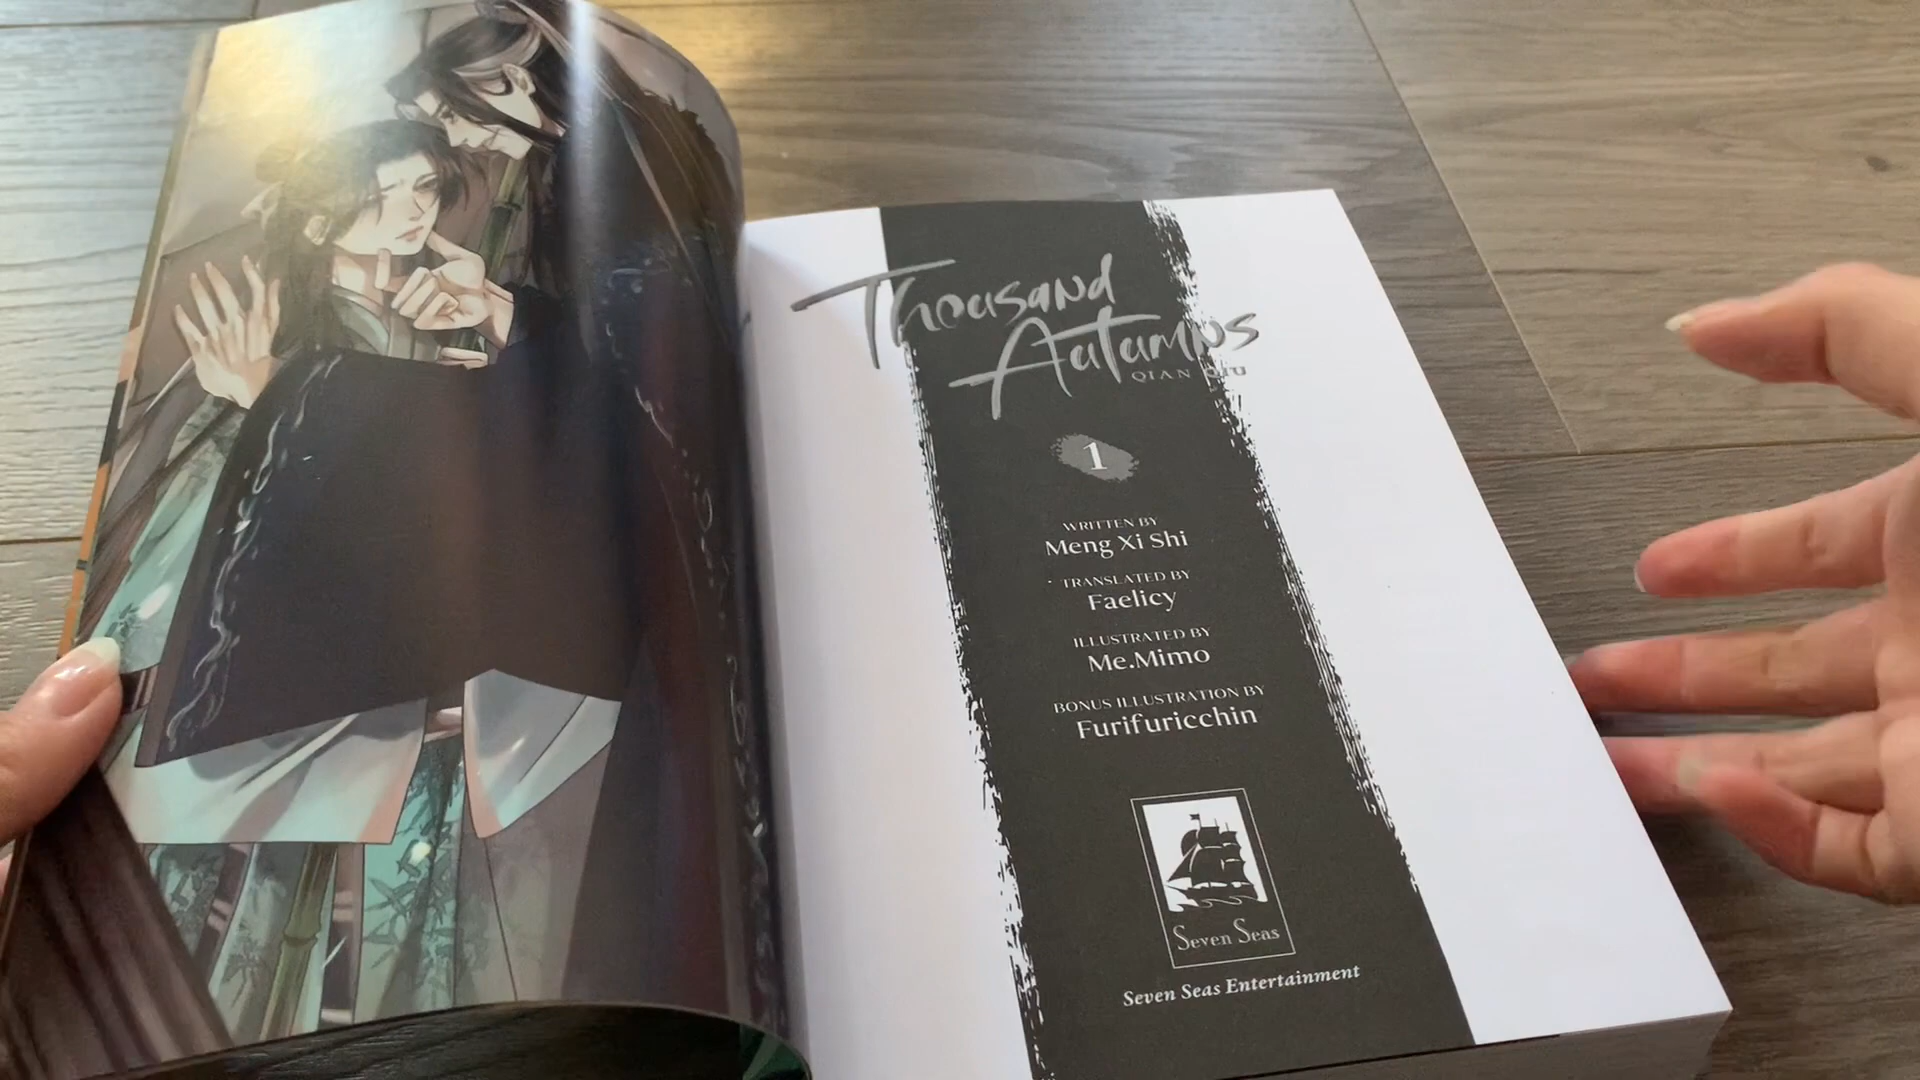 Thousand
Autumns
QIAN QIU
1
WRITTEN BY
Meng Xi Shi
TRANSLATED BY
Faelicy
ILLUSTRATED BY
Me.Mimo
BONUS ILLUSTRATION BY
Furifuricchin
Seven Seas
Seven Seas Entertainment